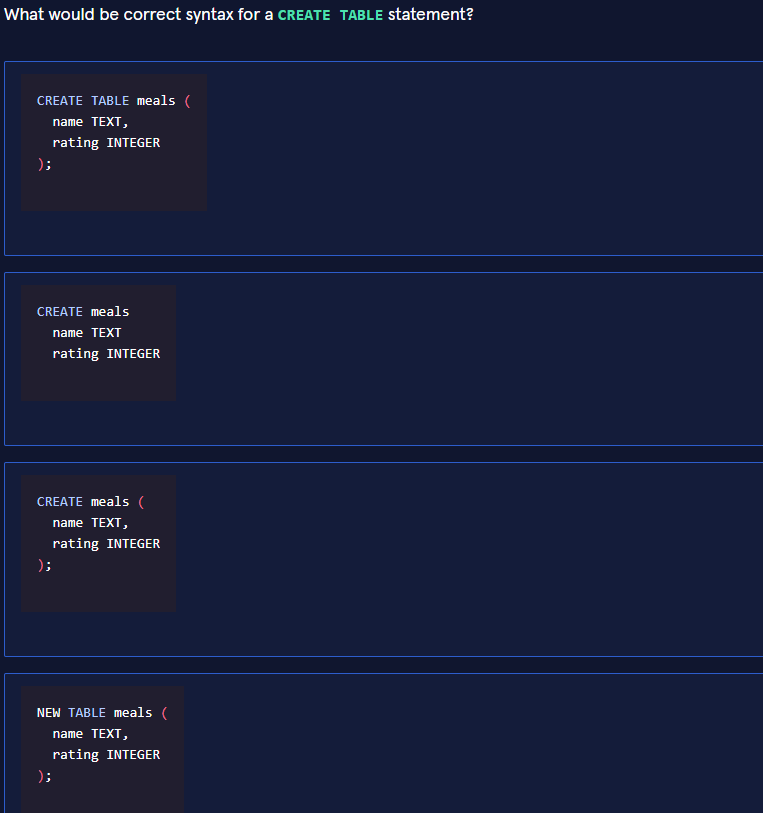 What would be correct syntax for a CREATE TABLE statement?
CREATE TABLE meals (
  name TEXT,
  rating INTEGER
);
CREATE meals
  name TEXT
  rating INTEGER
CREATE meals (
  name TEXT,
  rating INTEGER
);
NEW TABLE meals (
  name TEXT,
  rating INTEGER
);